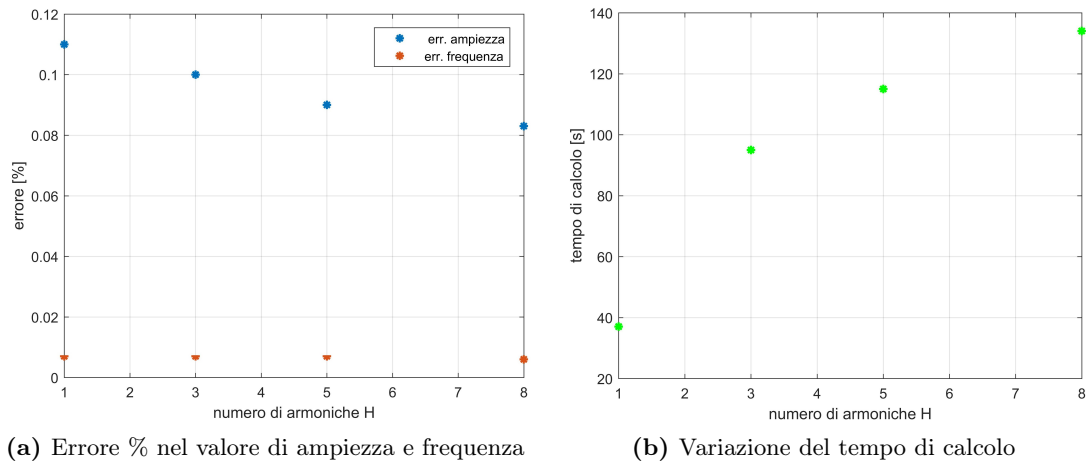 0.12
0.1
0.08
0.06
0.04
0.02
0
errore [%]
err. ampiezza
err. frequenza
1 2 3 4 5 6 7 8
numero di armoniche H
(a) Errore % nel valore di ampiezza e frequenza
140
120
100
80
60
40
20
tempo di calcolo [s]
1 2 3 4 5 6 7 8
numero di armoniche H
(b) Variazione del tempo di calcolo